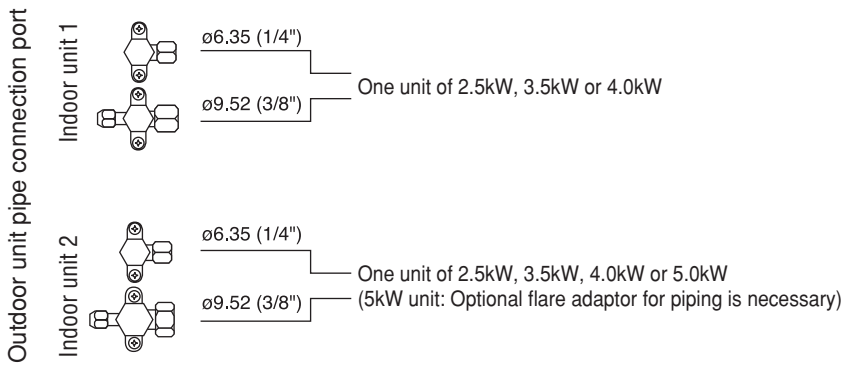 Outdoor unit pipe connection port
Indoor unit 1
ø6.35 (1/4")
ø9.52 (3/8")
One unit of 2.5kW, 3.5kW or 4.0kW
Indoor unit 2
ø6.35 (1/4")
ø9.52 (3/8")
One unit of 2.5kW, 3.5kW, 4.0kW or 5.0kW
(5kW unit: Optional flare adaptor for piping is necessary)